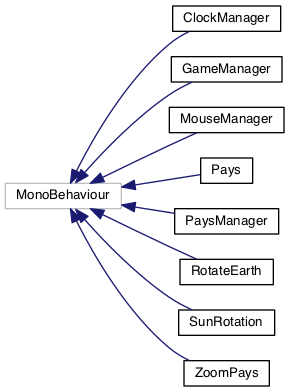 ClockManager
GameManager
MouseManager
Pays
MonoBehaviour
PaysManager
RotateEarth
SunRotation
ZoomPays